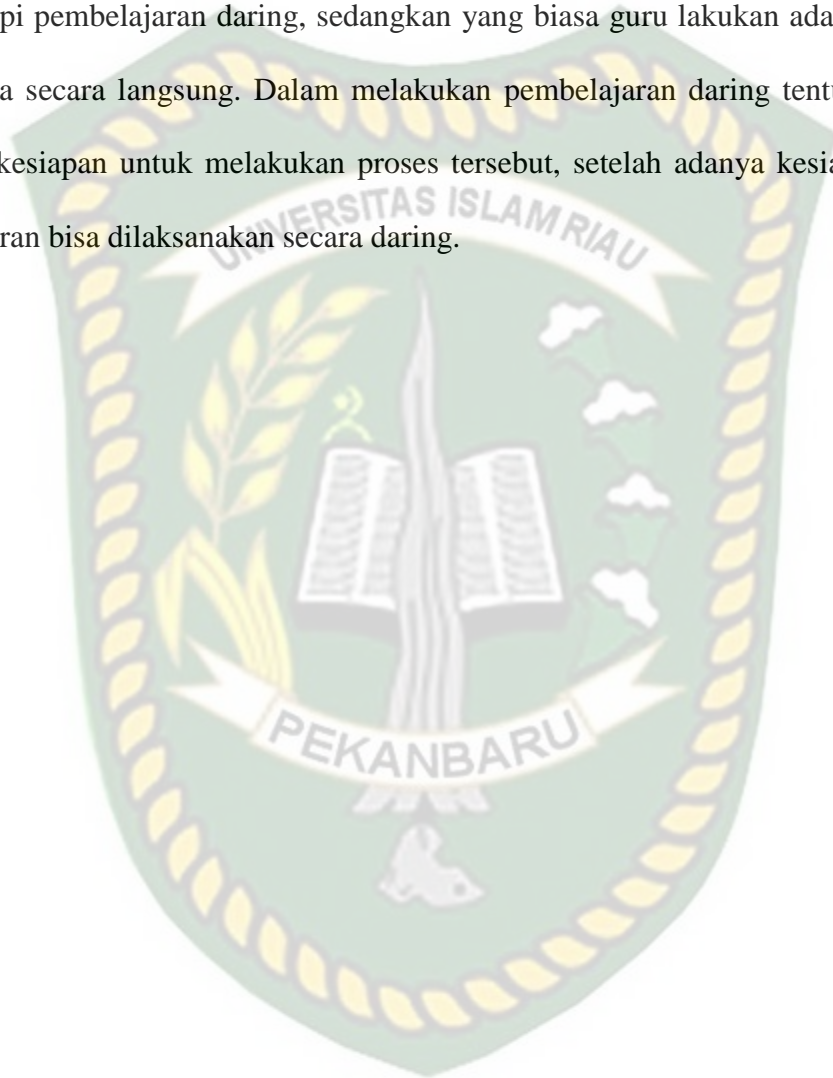 pi pembelajaran daring, sedangkan yang biasa guru lakukan ada
a secara langsung. Dalam melakukan pembelajaran daring tentu
kesiapan untuk melakukan proses tersebut, setelah adanya kesia
ran bisa dilaksanakan secara daring.
UNIVERSITAS ISLAM RIAU
PEKANBARU